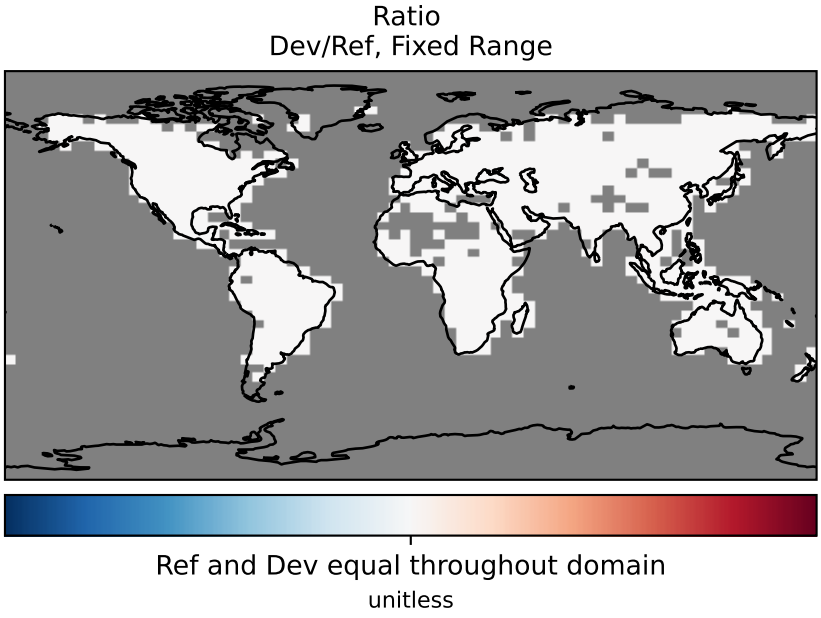 Ratio
Dev/Ref, Fixed Range
Ref and Dev equal throughout domain
unitless